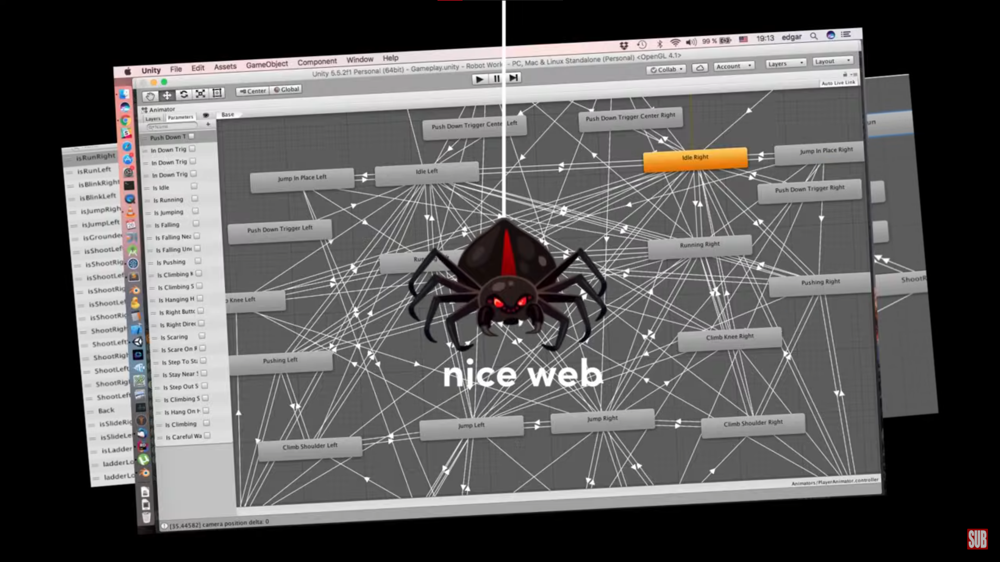 99 %
19:13
edgar
Unity
File
Edit
Assets
GameObject
Component
Window
Help
Unity 5.5.2f1 Personal (64bit) - Gameplay.unity - Robot Wor
- PC, Mac & Linux Standalone (Personal) <OpenGL 4.1>
Collab
Account
Layers
Layout
Center
Global
Auto Live Link
Animator
Layers
Parameters
Base
Name
Push Down T
In Down Trig
In Down Trig
In Down Trig
Is Idle
Is Running
Is Jumping
Is Falling
Is Falling Nea
Is Falling Un
Is Pushing
Is Climbing K
Is Climbing S
Is Hanging H
Is Right Butto
Is Right Direc
Is Scaring
Is Scare On R
Is Step To Sta
Is Stay Near S
Is Step Out S
Is Climbing S
Is Hang On H
Is Climbing
Is Careful Wa
isRunRight
isRunLeft
isBlinkRight
isBlinkLeft
isJumpRigh
isJumpLeft
isGrounde
isShootLef
isShootRig
isShootLef
isShootRig
isShootLe
isShootRig
ShootRigh
ShootLeft
ShootRigh
ShootLeft
ShootRigh
ShootLeft
Back
isSlideRig
isSlideLe
isLadder
ladderLo
ladderLo
Push Down Trigger Center Left
Push Down Trigger Center Right
Idle Right
Jump In Place Right
Idle Left
Jump In Place Left
Push Down Trigger Right
Push Down Trigger Left
Running Right
Pushing Right
Knee Left
Climb Knee Right
Pushing Left
nice web
Jump Left
Jump Right
Climb Shoulder Right
Climb Shoulder Left
un
ShootR
Animators/PlayerAnimator.controller
[35.44582] camera position delta: 0
SUB